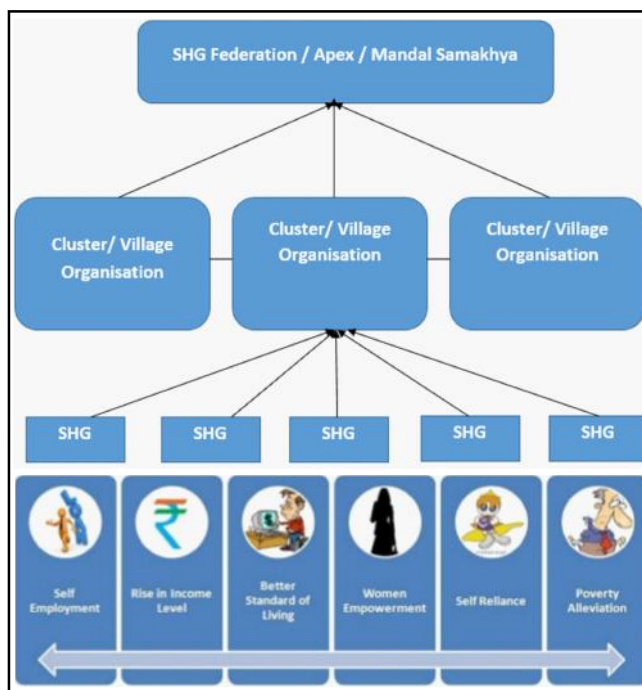 SHG Federation / Apex / Mandal Samakhya
Cluster/ Village
Organisation
Cluster/ Village
Organisation
Cluster/ Village
Organisation
SHG
SHG
SHG
SHG
SHG
Self
Employment
Rise in Income
Level
Better
Standard of
Living
Women
Empowerment
Self Reliance
Poverty
Alleviation